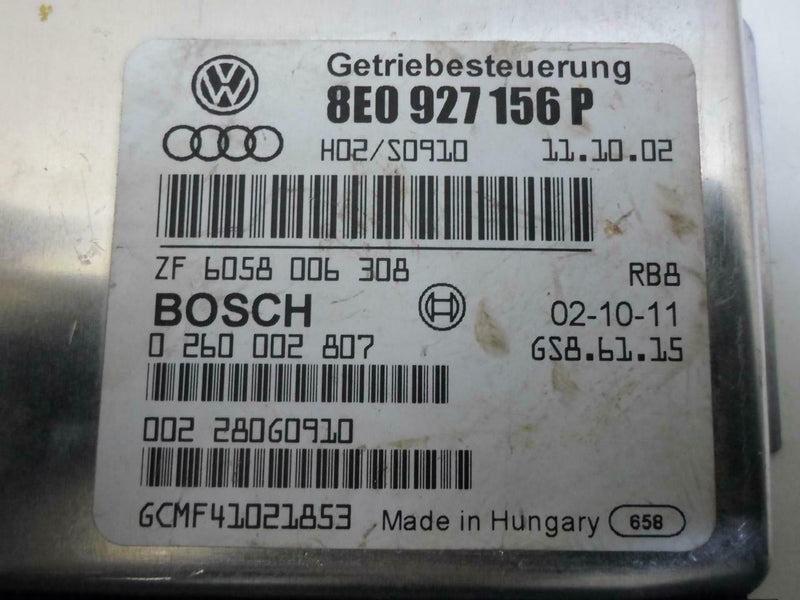 Getriebesteuerung
8E0 927 156 P
H02/S0910 11.10.02
ZF 6058 006 308 RB8
BOSCH 02-10-11
0 260 002 807 GS8.61.15
002 280G0910
GCMF41021853 Made in Hungary 658